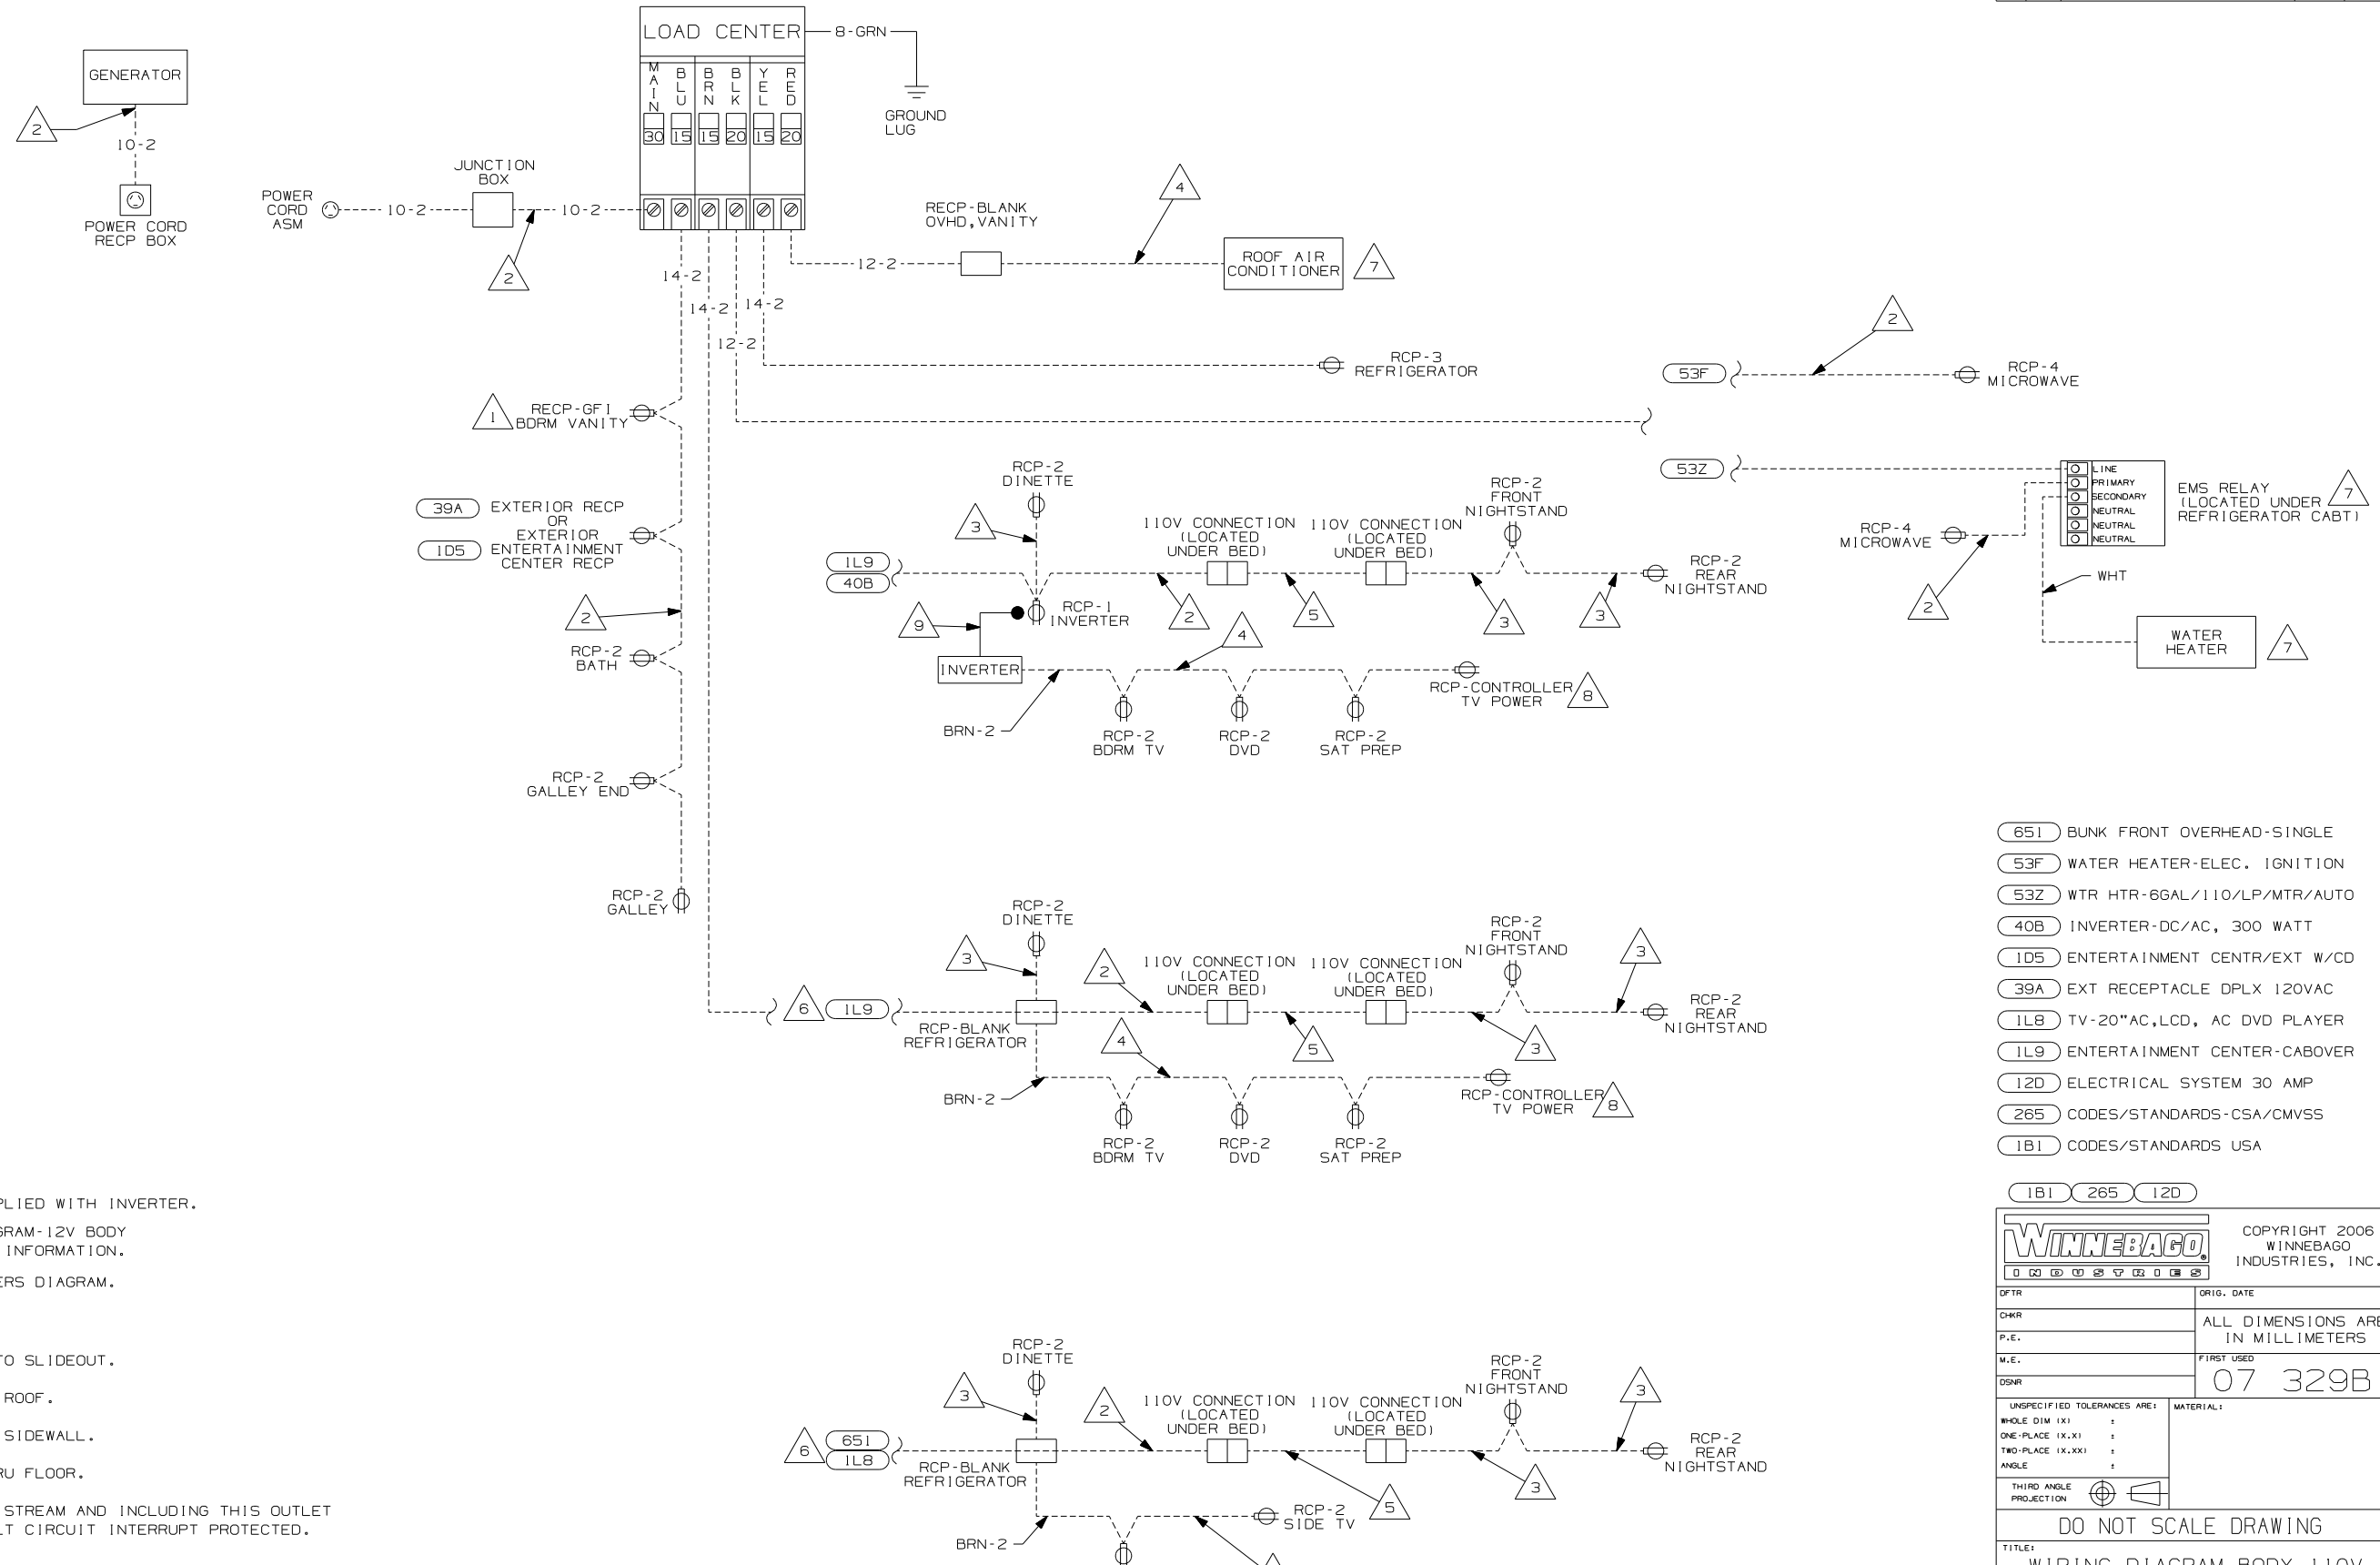 LOAD CENTER
8-GRN
GROUND
LUG
MAIN
BLU
BRN
BLK
YEL
RED
30
15
15
20
15
20
GENERATOR
2
10-2
POWER CORD
RECP BOX
POWER
CORD
ASM
10-2
JUNCTION
BOX
10-2
2
14-2
14-2
12-2
14-2
12-2
RECP-BLANK
OVHD,VANITY
4
ROOF AIR
CONDITIONER
7
RCP-3
REFRIGERATOR
1
RECP-GFI
BDRM VANITY
39A
EXTERIOR RECP
OR
1D5
EXTERIOR
ENTERTAINMENT
CENTER RECP
2
RCP-2
BATH
RCP-2
GALLEY END
RCP-2
GALLEY
53F
2
RCP-4
MICROWAVE
53Z
LINE
PRIMARY
SECONDARY
NEUTRAL
NEUTRAL
NEUTRAL
EMS RELAY
(LOCATED UNDER
REFRIGERATOR CABT)
7
RCP-4
MICROWAVE
2
WHT
WATER
HEATER
7
RCP-2
DINETTE
3
1L9
40B
9
RCP-1
INVERTER
INVERTER
110V CONNECTION
(LOCATED
UNDER BED)
110V CONNECTION
(LOCATED
UNDER BED)
RCP-2
FRONT
NIGHTSTAND
RCP-2
REAR
NIGHTSTAND
2
5
3
3
4
BRN-2
RCP-2
BDRM TV
RCP-2
DVD
RCP-2
SAT PREP
RCP-CONTROLLER
TV POWER
8
RCP-2
DINETTE
3
2
6
1L9
RCP-BLANK
REFRIGERATOR
110V CONNECTION
(LOCATED
UNDER BED)
110V CONNECTION
(LOCATED
UNDER BED)
RCP-2
FRONT
NIGHTSTAND
3
RCP-2
REAR
NIGHTSTAND
4
5
3
BRN-2
RCP-2
BDRM TV
RCP-2
DVD
RCP-2
SAT PREP
RCP-CONTROLLER
TV POWER
8
RCP-2
DINETTE
3
2
6
651
1L8
RCP-BLANK
REFRIGERATOR
110V CONNECTION
(LOCATED
UNDER BED)
110V CONNECTION
(LOCATED
UNDER BED)
RCP-2
FRONT
NIGHTSTAND
3
RCP-2
REAR
NIGHTSTAND
5
3
BRN-2
RCP-2
SIDE TV
PLIED WITH INVERTER.
GRAM-12V BODY
INFORMATION.
ERS DIAGRAM.
TO SLIDEOUT.
ROOF.
SIDEWALL.
RU FLOOR.
STREAM AND INCLUDING THIS OUTLET
LT CIRCUIT INTERRUPT PROTECTED.
651 BUNK FRONT OVERHEAD-SINGLE
53F WATER HEATER-ELEC. IGNITION
53Z WTR HTR-6GAL/110/LP/MTR/AUTO
40B INVERTER-DC/AC, 300 WATT
1D5 ENTERTAINMENT CENTR/EXT W/CD
39A EXT RECEPTACLE DPLX 120VAC
1L8 TV-20"AC,LCD, AC DVD PLAYER
1L9 ENTERTAINMENT CENTER-CABOVER
12D ELECTRICAL SYSTEM 30 AMP
265 CODES/STANDARDS-CSA/CMVSS
1B1 CODES/STANDARDS USA
1B1 265 12D
WINNEBAGO®
INDUSTRIES
COPYRIGHT 2006
WINNEBAGO
INDUSTRIES, INC.
DFTR
ORIG. DATE
CHKR
ALL DIMENSIONS ARE
IN MILLIMETERS
P.E.
M.E.
FIRST USED
07 329B
DSNR
UNSPECIFIED TOLERANCES ARE:
MATERIAL:
WHOLE DIM (X) :
ONE-PLACE (X.X) :
TWO-PLACE (X.XX) :
ANGLE :
THIRD ANGLE
PROJECTION
DO NOT SCALE DRAWING
TITLE:
WIRING DIAGRAM BODY 110V